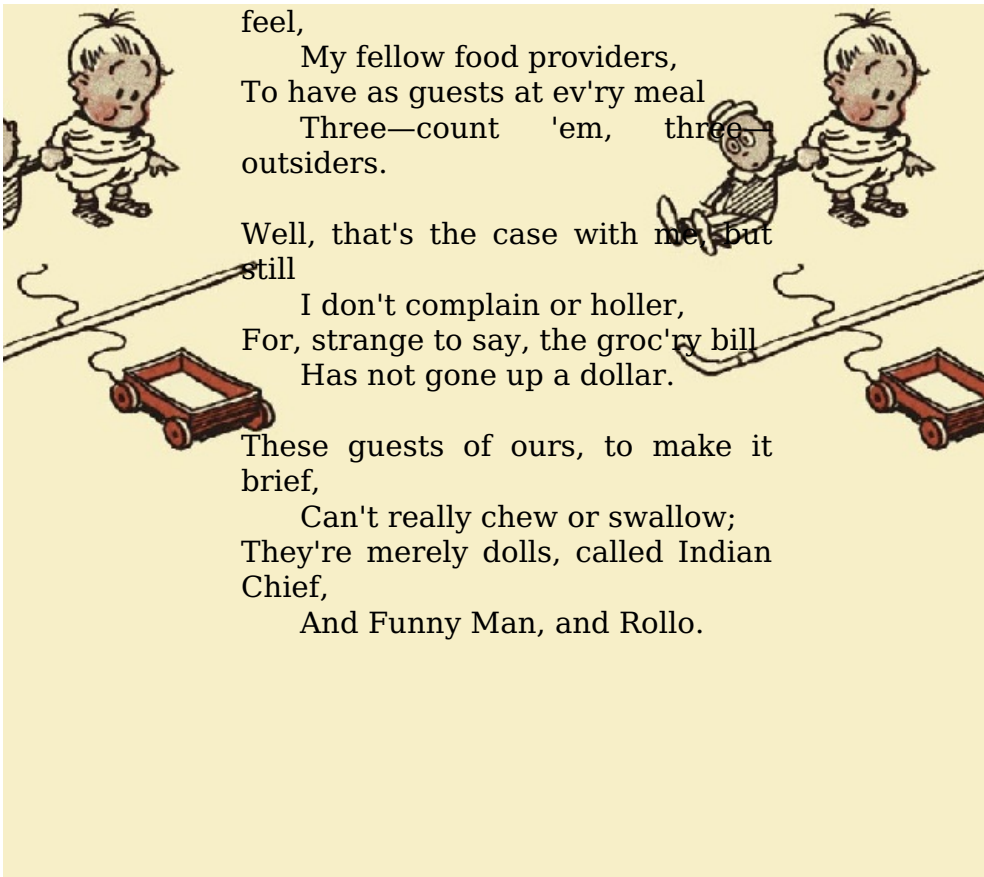 feel,
My fellow food providers,
To have as guests at ev'ry meal
Three—count 'em, three—
outsiders.
Well, that's the case with me, but
still
I don't complain or holler,
For, strange to say, the groc'ry bill
Has not gone up a dollar.
These guests of ours, to make it
brief,
Can't really chew or swallow;
They're merely dolls, called Indian
Chief,
And Funny Man, and Rollo.